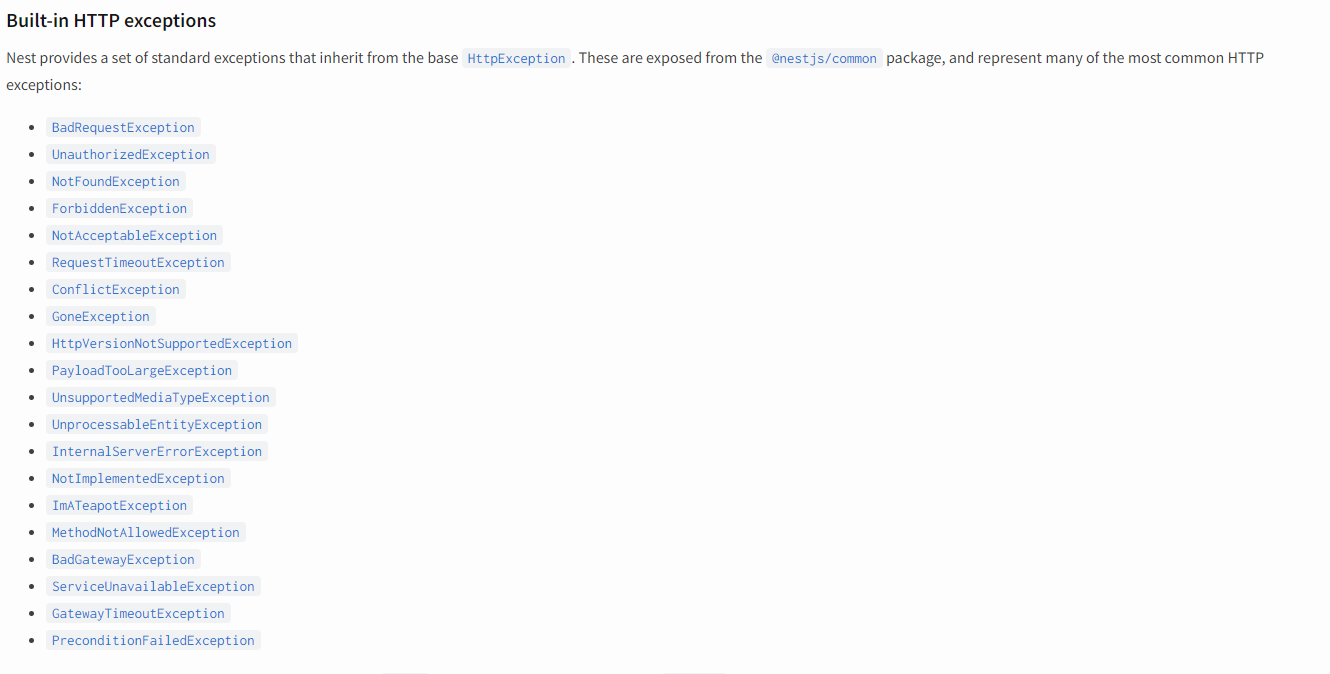 Built-in HTTP exceptions
Nest provides a set of standard exceptions that inherit from the base HttpException. These are exposed from the @nestjs/common package, and represent many of the most common HTTP
exceptions:
BadRequestException
UnauthorizedException
NotFoundException
ForbiddenException
NotAcceptableException
RequestTimeoutException
ConflictException
GoneException
HttpVersionNotSupportedException
PayloadTooLargeException
UnsupportedMediaTypeException
UnprocessableEntityException
InternalServerErrorException
NotImplementedException
ImATeapotException
MethodNotAllowedException
BadGatewayException
ServiceUnavailableException
GatewayTimeoutException
PreconditionFailedException